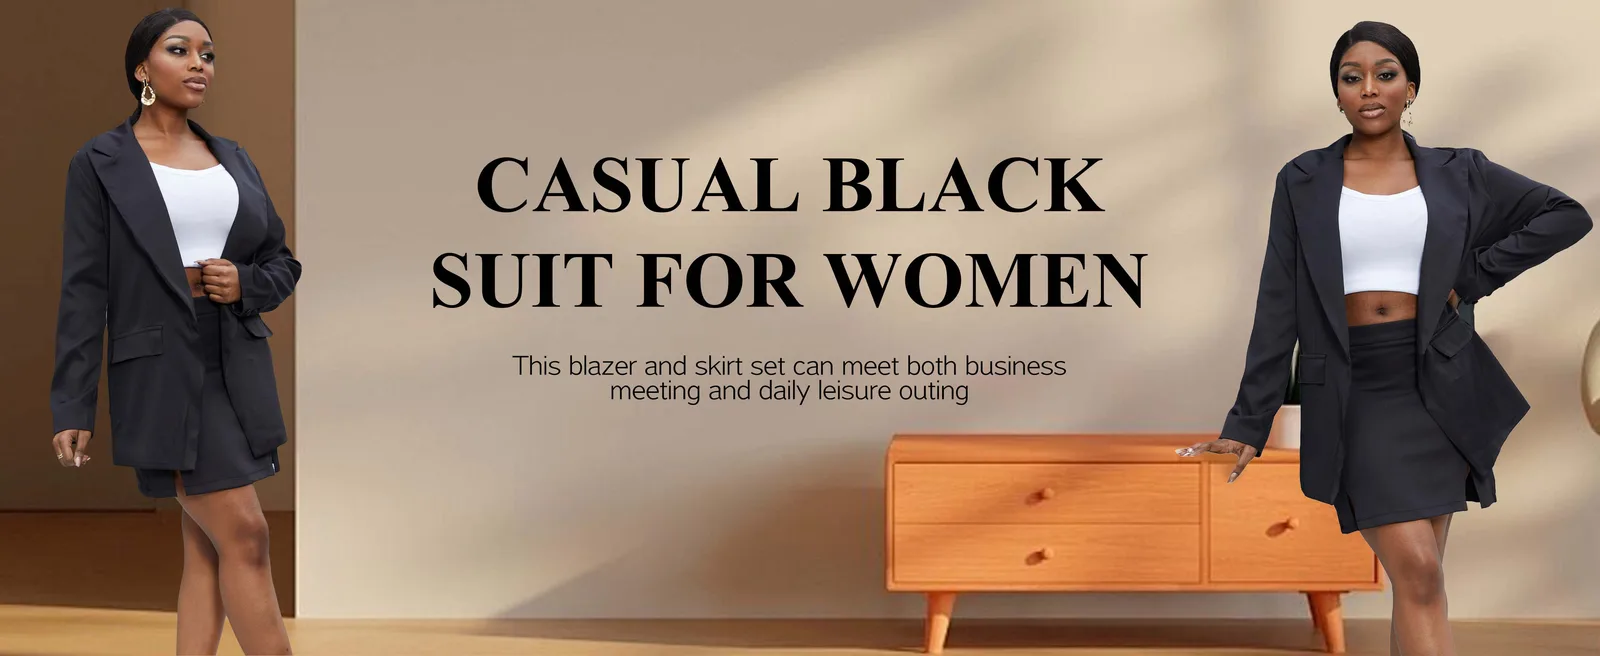 CASUAL BLACK
SUIT FOR WOMEN
This blazer and skirt set can meet both business
meeting and daily leisure outing